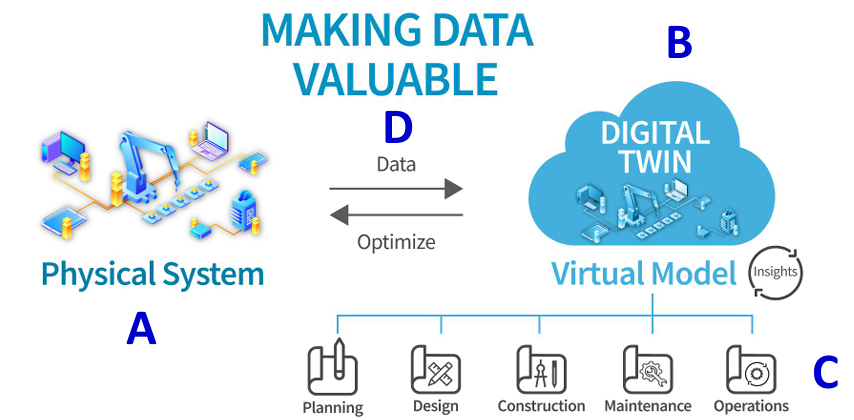 MAKING DATA
VALUABLE
B
D
DIGITAL
TWIN
Data
Optimize
Physical System
Virtual Model
Insights
A
C
Planning
Design
Construction
Maintenance
Operations